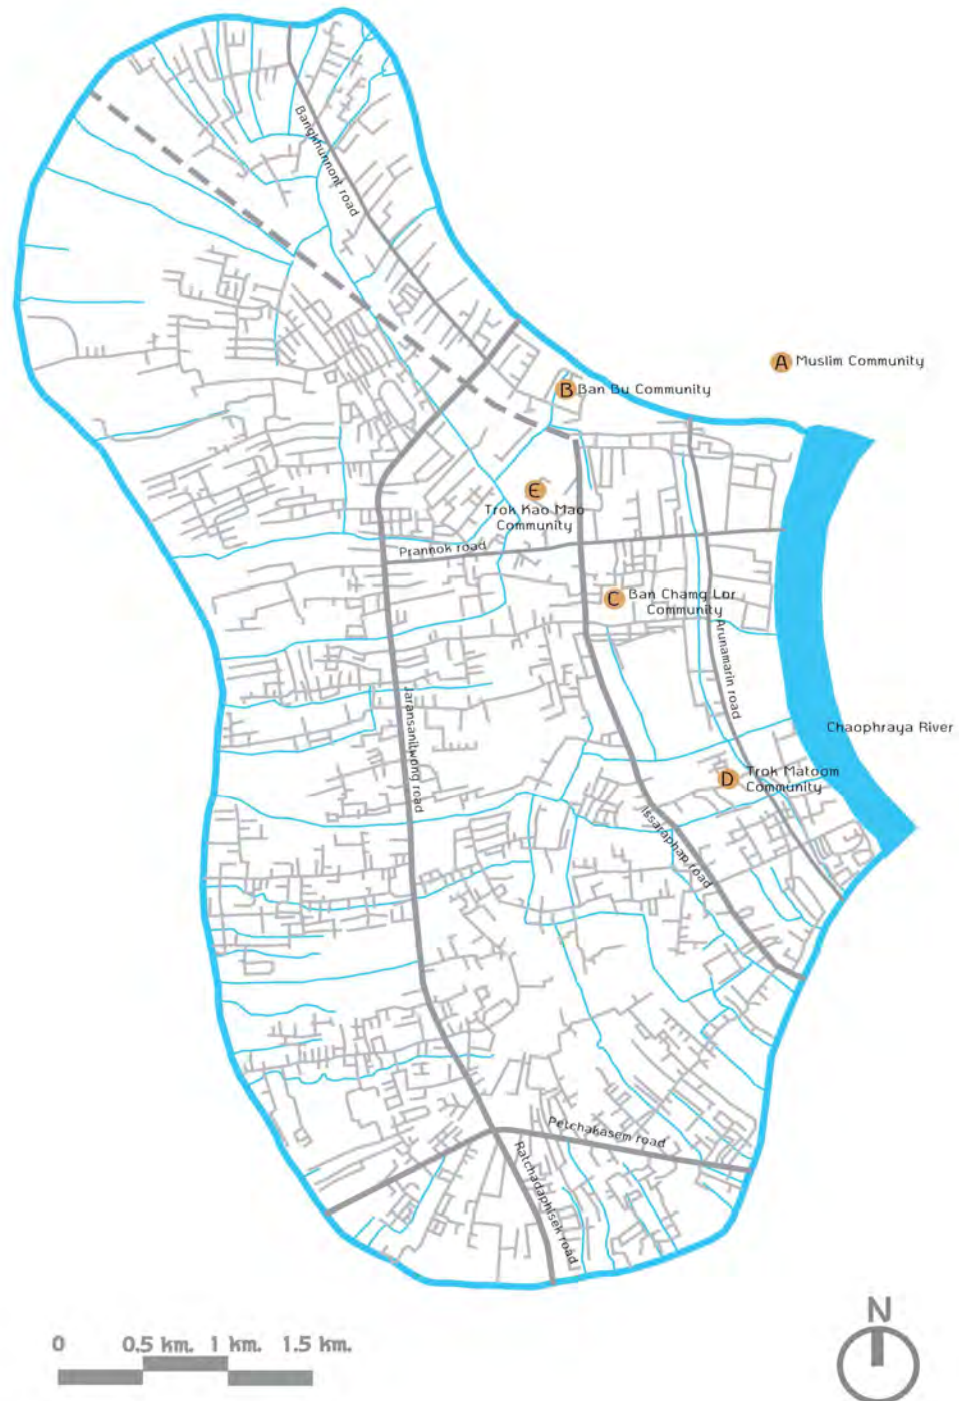 Bangkhunnont road
A Muslim Community
B Ban Bu Community
E
Trok Kao Mao
Community
Prannok road
C Ban Chang Lor
Community
Arunamarin road
Jaransanitwong road
Chaophraya River
D Trok Matoom
Community
Issaraphap road
Petchakasem road
Ratchadaphisek road
N
0 0.5 km. 1 km. 1.5 km.